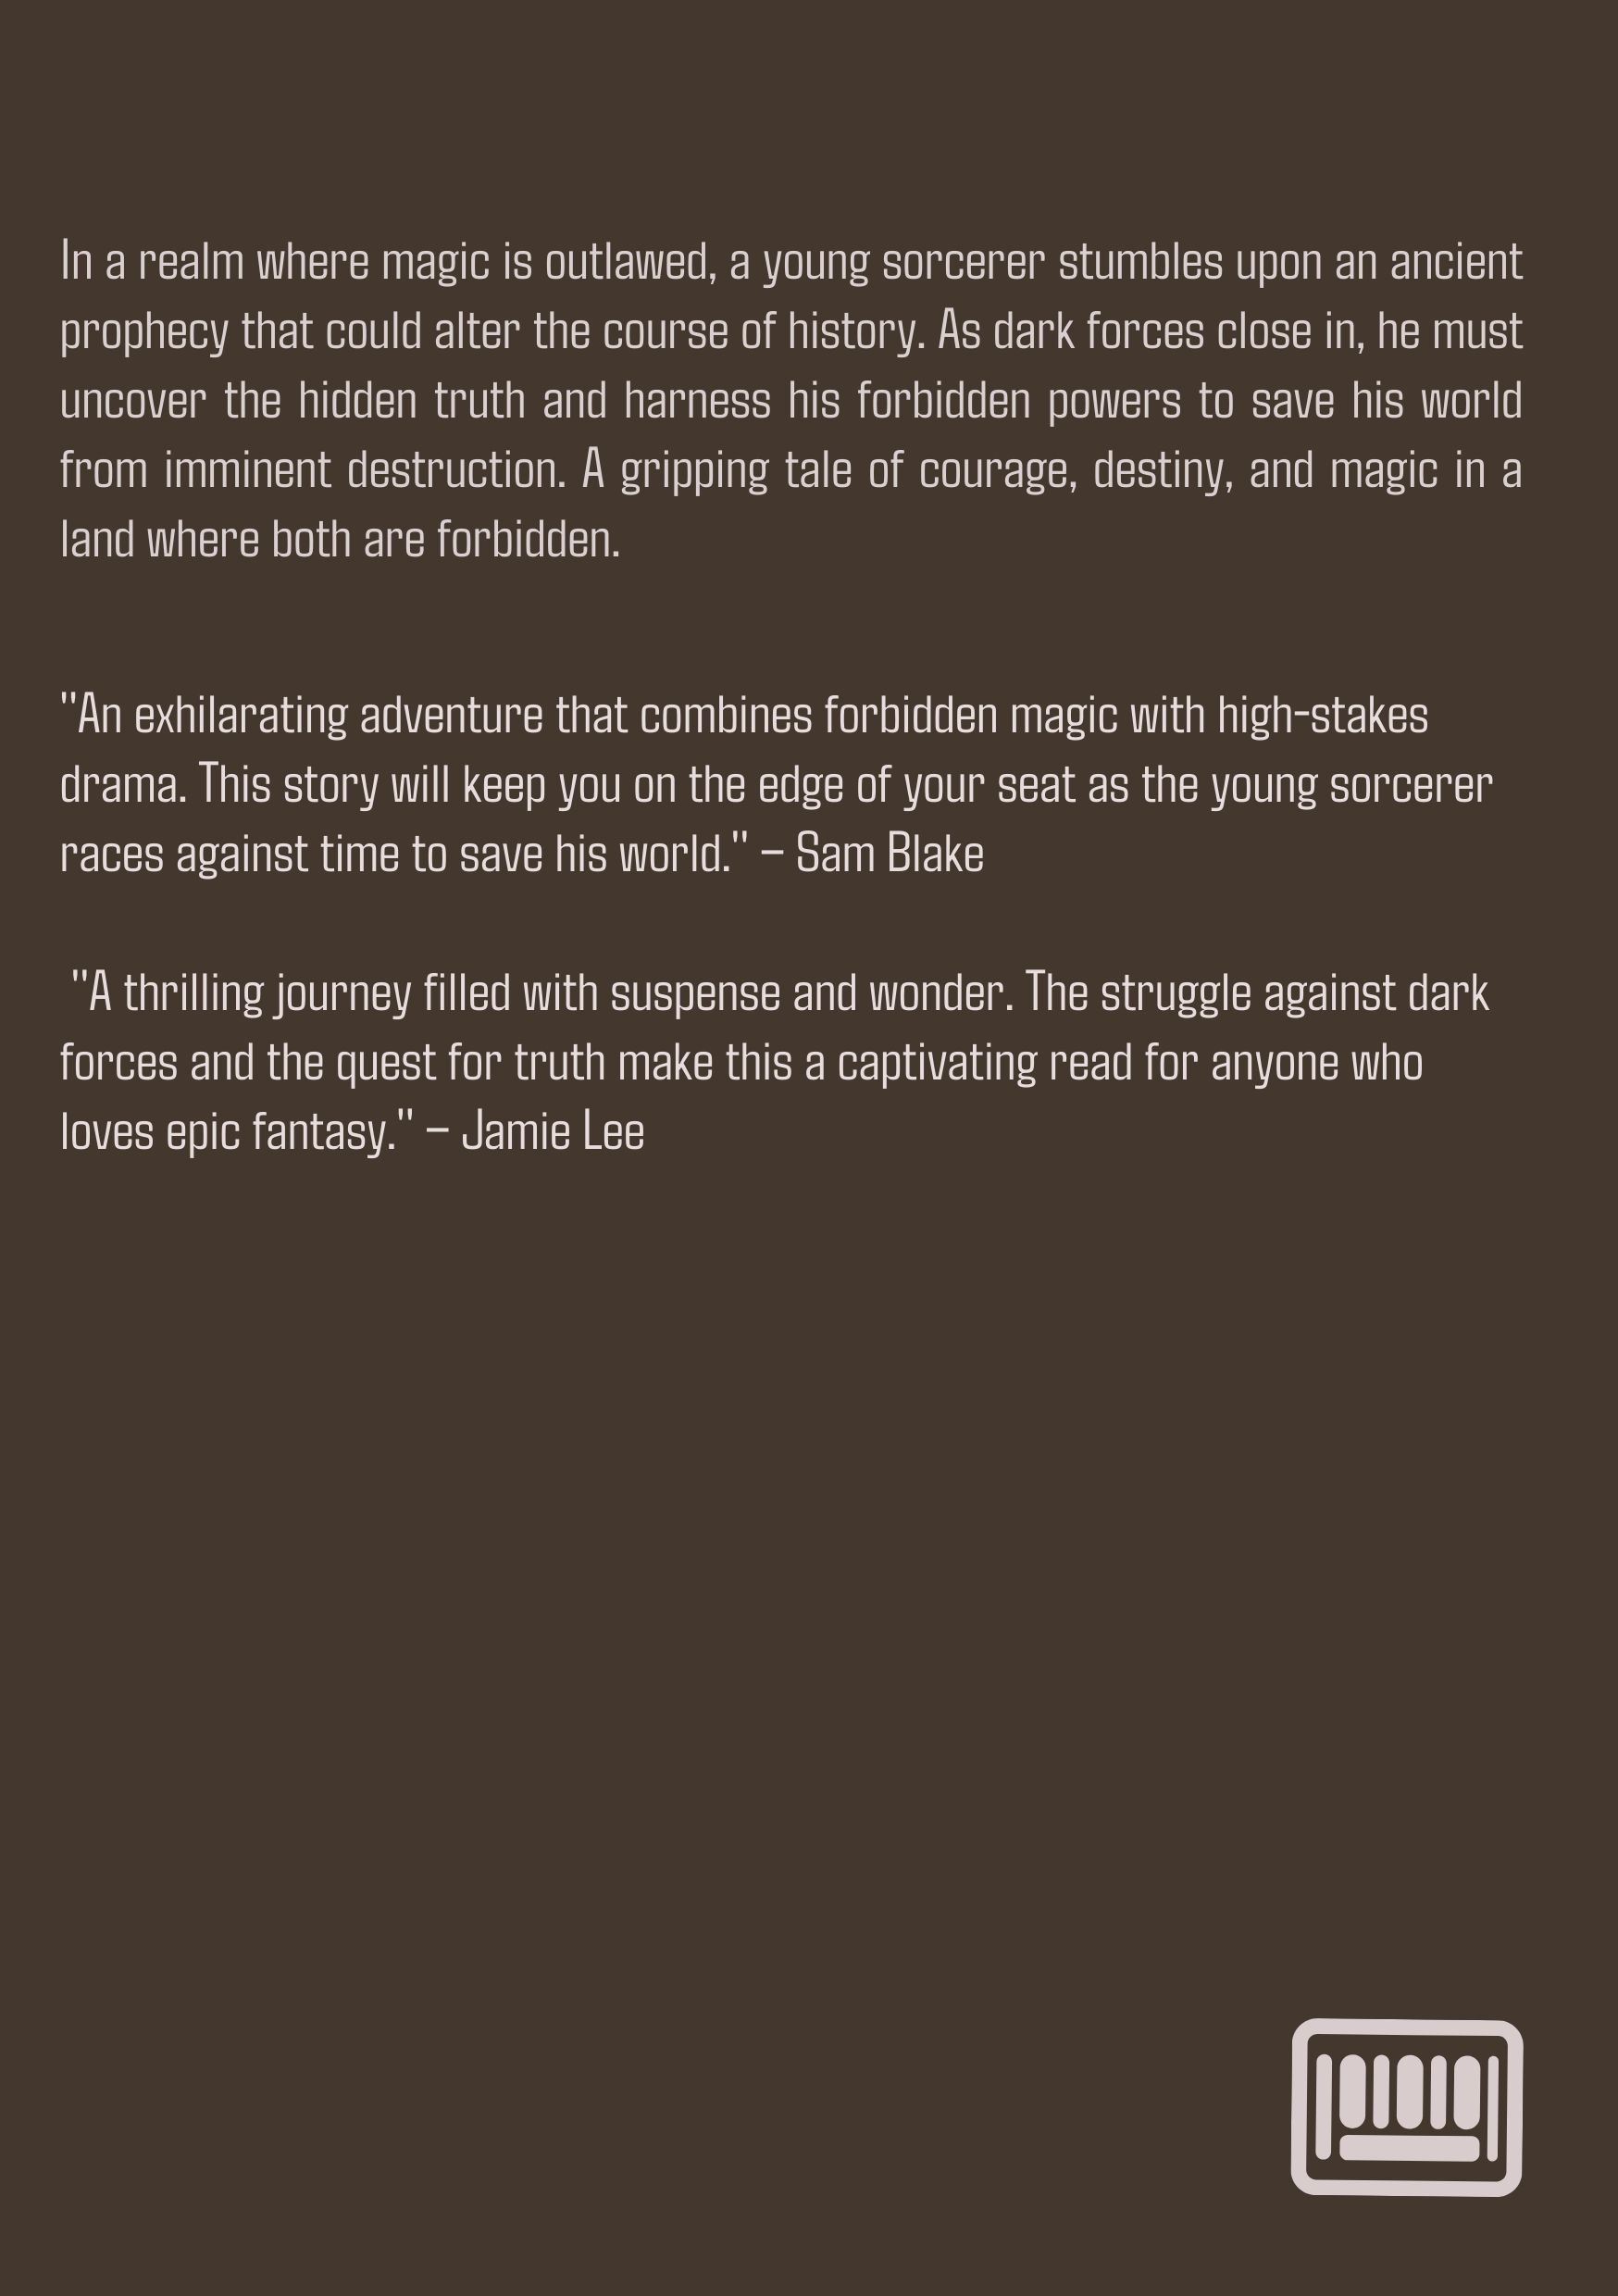 In a realm where magic is outlawed, a young sorcerer stumbles upon an ancient
prophecy that could alter the course of history. As dark forces close in, he must
uncover the hidden truth and harness his forbidden powers to save his world
from imminent destruction. A gripping tale of courage, destiny, and magic in a
land where both are forbidden.
"An exhilarating adventure that combines forbidden magic with high-stakes
drama. This story will keep you on the edge of your seat as the young sorcerer
races against time to save his world." – Sam Blake
"A thrilling journey filled with suspense and wonder. The struggle against dark
forces and the quest for truth make this a captivating read for anyone who
loves epic fantasy." – Jamie Lee